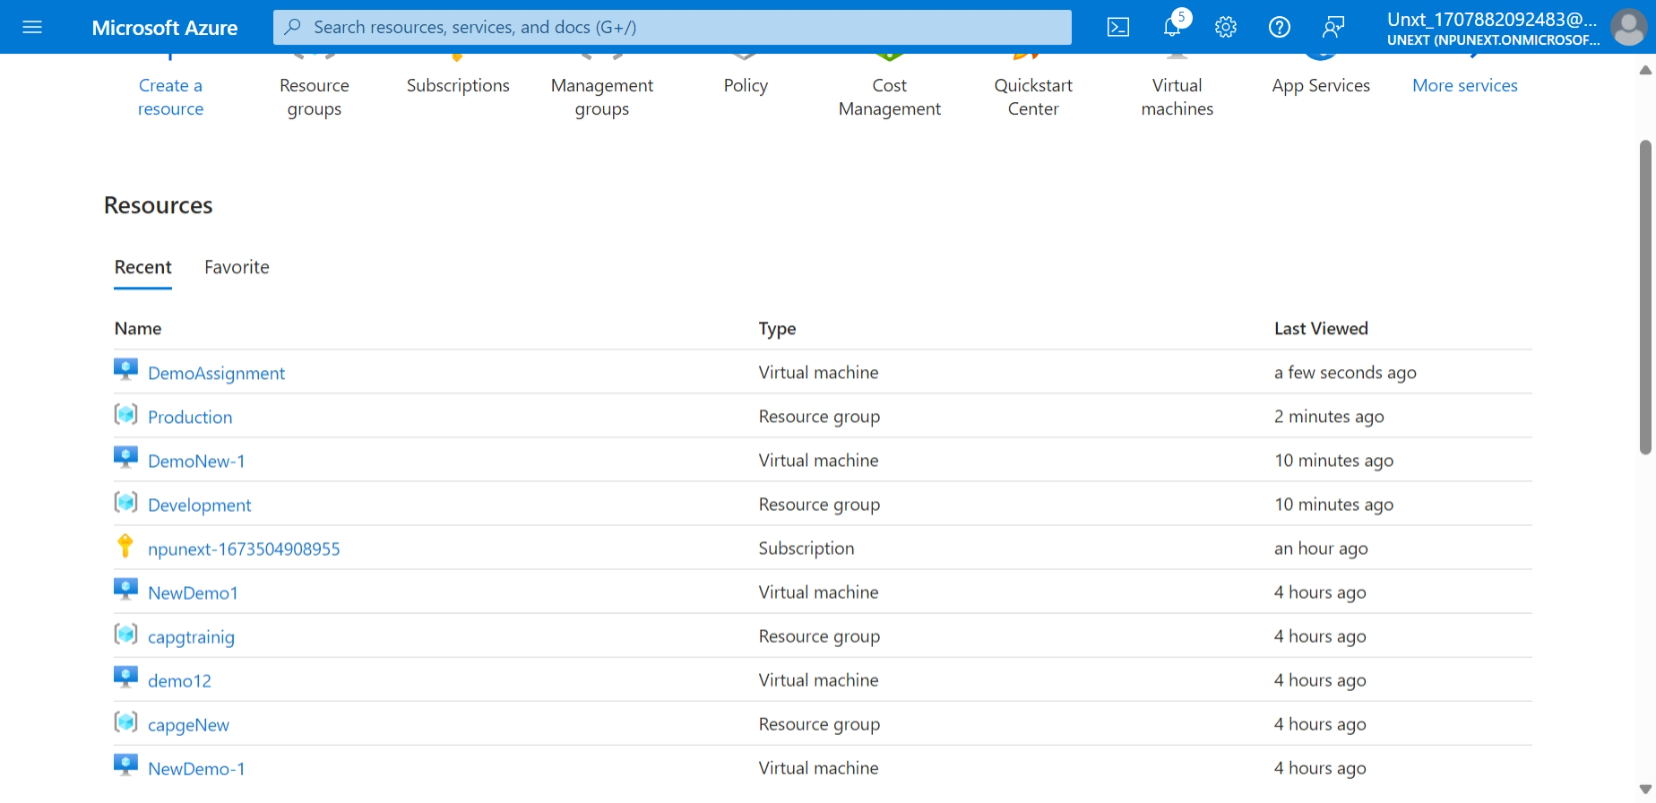 Microsoft Azure
Search resources, services, and docs (G+/)
5
Unxt_1707882092483@...
UNEXT (NPUNEXT.ONMICROSOF...
Create a
resource
Resource
groups
Subscriptions
Management
groups
Policy
Cost
Management
Quickstart
Center
Virtual
machines
App Services
More services
Resources
Recent Favorite
Name Type Last Viewed
DemoAssignment Virtual machine a few seconds ago
Production Resource group 2 minutes ago
DemoNew-1 Virtual machine 10 minutes ago
Development Resource group 10 minutes ago
npunext-1673504908955 Subscription an hour ago
NewDemo1 Virtual machine 4 hours ago
capgtrainig Resource group 4 hours ago
demo12 Virtual machine 4 hours ago
capgeNew Resource group 4 hours ago
NewDemo-1 Virtual machine 4 hours ago